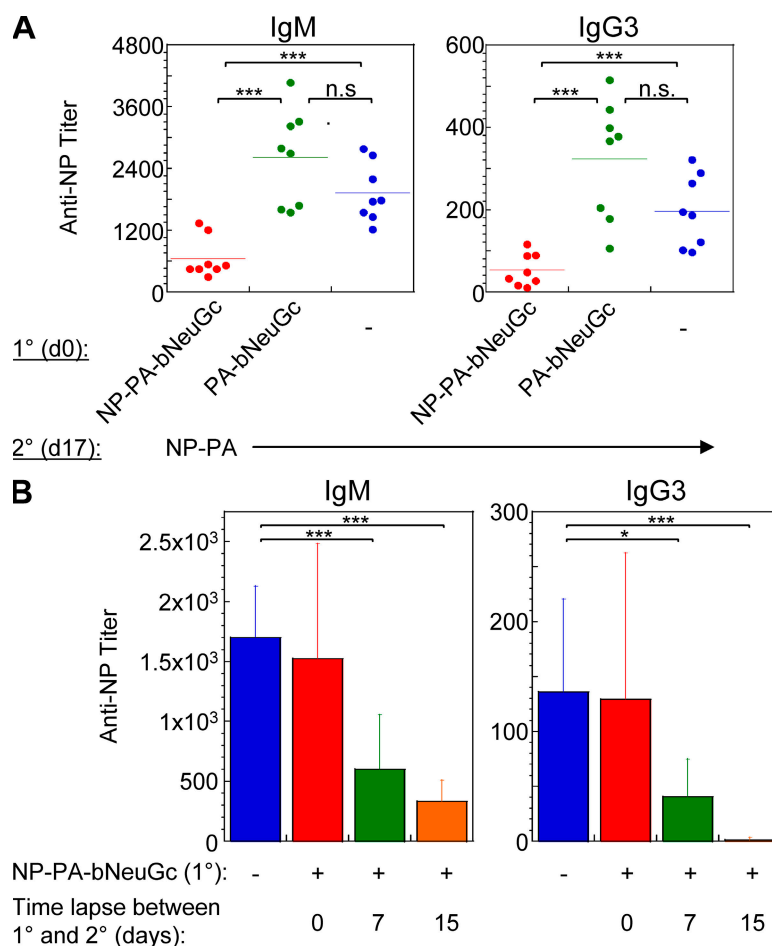 A
IgM
IgG3
Anti-NP Titer
4800
3600
2400
1200
0
***
***
n.s
600
400
200
0
***
***
n.s.
1° (d0):
NP-PA-bNeuGc
PA-bNeuGc
-
NP-PA-bNeuGc
PA-bNeuGc
-
2° (d17):
NP-PA
B
IgM
IgG3
Anti-NP Titer
2.5x10³
2x10³
1.5x10³
1x10³
500
0
***
***
300
200
100
0
***
*
NP-PA-bNeuGc (1°): - + + + - + + +
Time lapse between
1° and 2° (days): 0 7 15 0 7 15